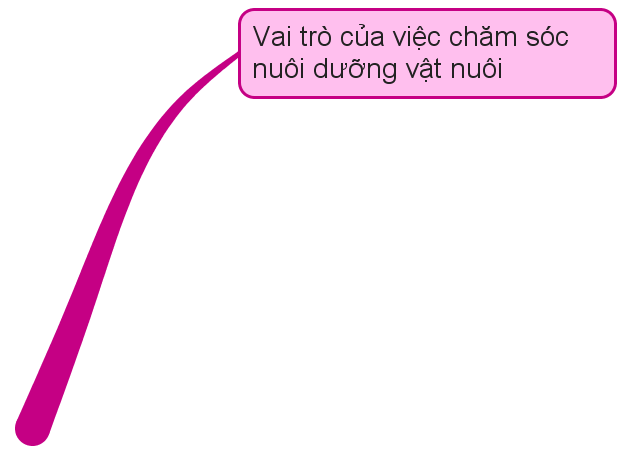 Vai trò của việc chăm sóc
nuôi dưỡng vật nuôi